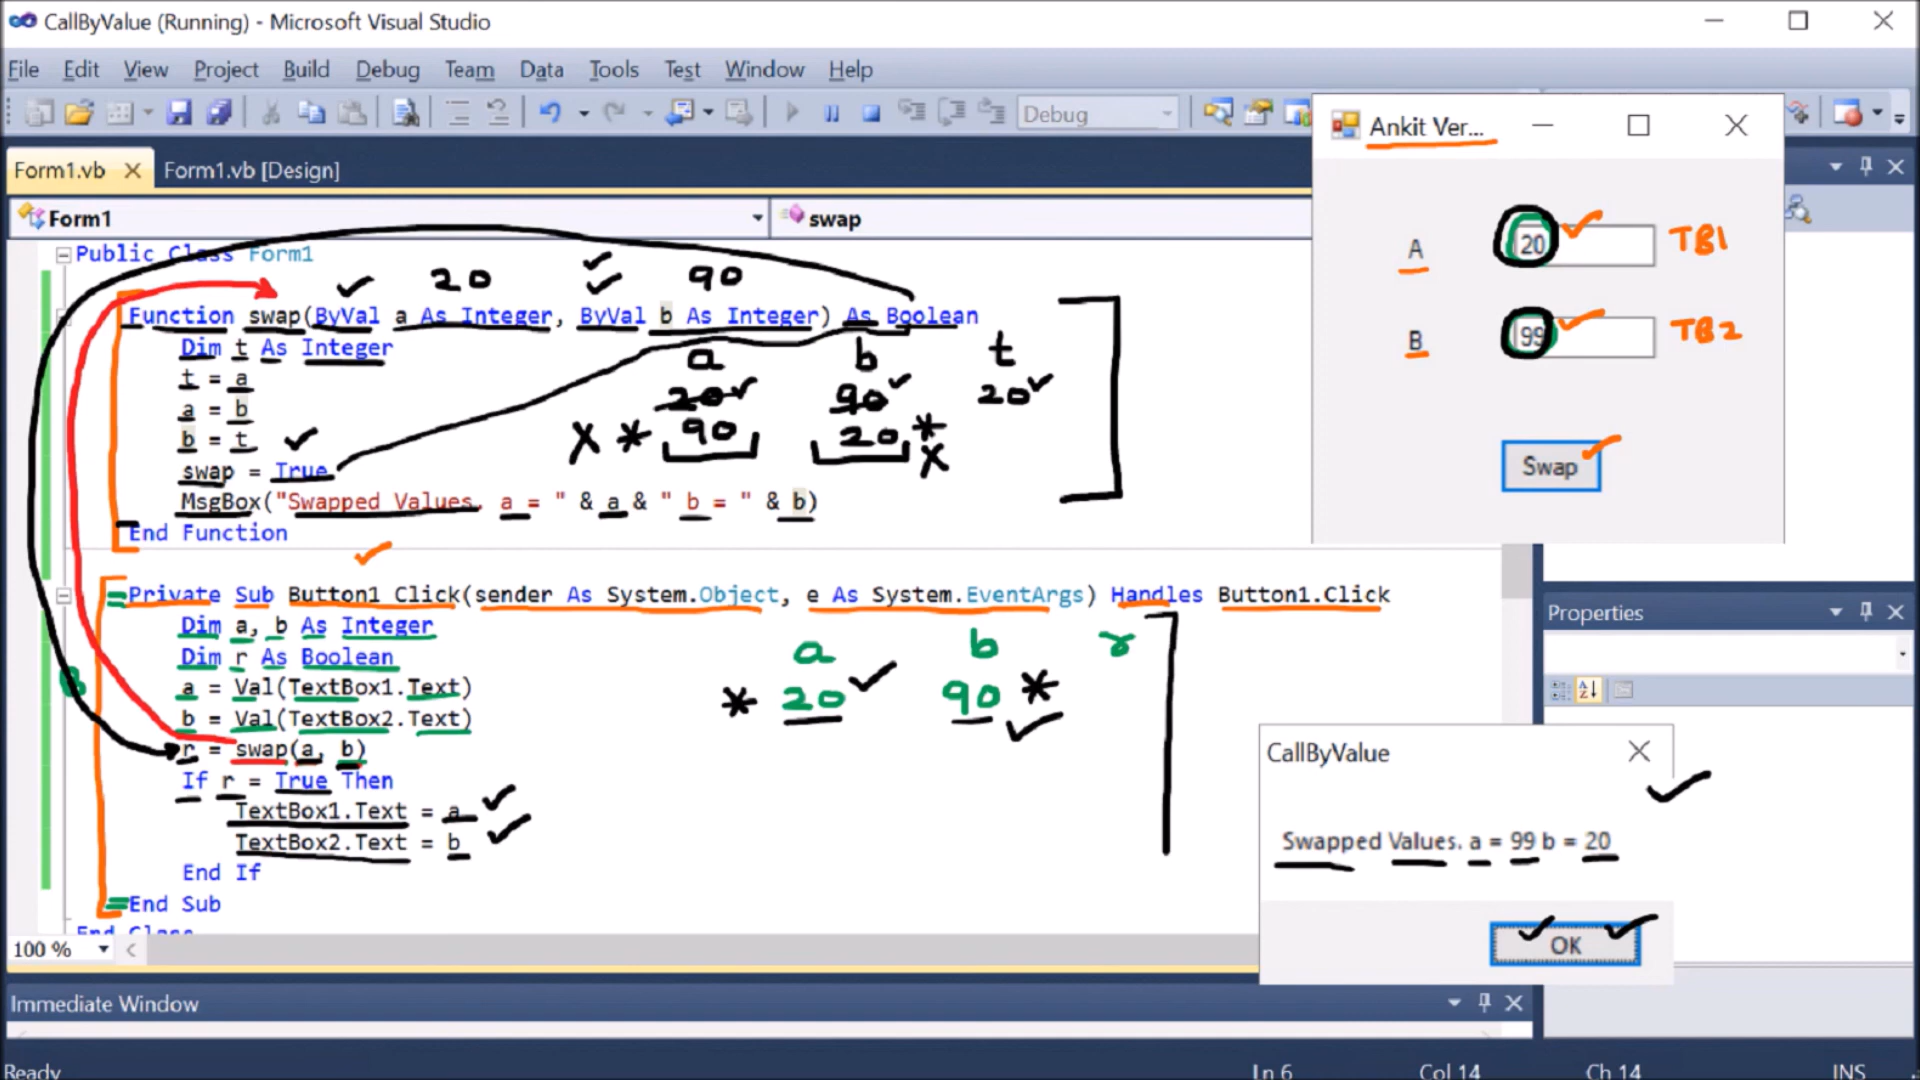 CallByValue (Running) - Microsoft Visual Studio
File Edit View Project Build Debug Team Data Tools Test Window Help
Debug
Form1.vb Form1.vb [Design]
Form1 swap
Public Class Form1
20 90
Function swap(ByVal a As Integer, ByVal b As Integer) As Boolean
Dim t As Integer
t = a
a = b
b = t
swap = True
MsgBox("Swapped Values. a = " & a & " b = " & b)
End Function
a b t
20 90 20
X * 90 20 * X
Private Sub Button1_Click(sender As System.Object, e As System.EventArgs) Handles Button1.Click
Dim a, b As Integer
Dim r As Boolean
a = Val(TextBox1.Text)
b = Val(TextBox2.Text)
r = swap(a, b)
If r = True Then
TextBox1.Text = a
TextBox2.Text = b
End If
End Sub
End Class
a b r
* 20 90 *
100 %
Immediate Window
Ready Ln 6 Col 14 Ch 14 INS
Ankit Ver...
A 20 TB1
B 99 TB2
Swap
Properties
CallByValue
Swapped Values. a = 99 b = 20
OK